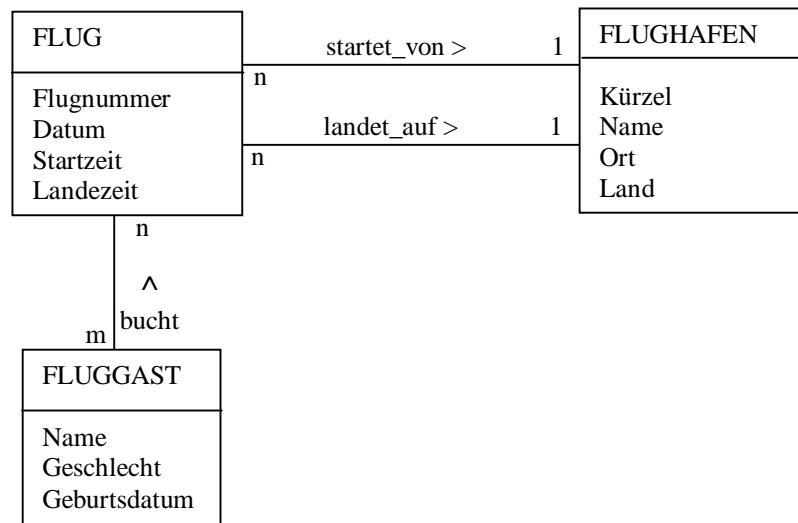 FLUG
Flugnummer
Datum
Startzeit
Landezeit
startet_von > 1
n
landet_auf > 1
n
FLUGHAFEN
Kürzel
Name
Ort
Land
n
^
bucht
m
FLUGGAST
Name
Geschlecht
Geburtsdatum